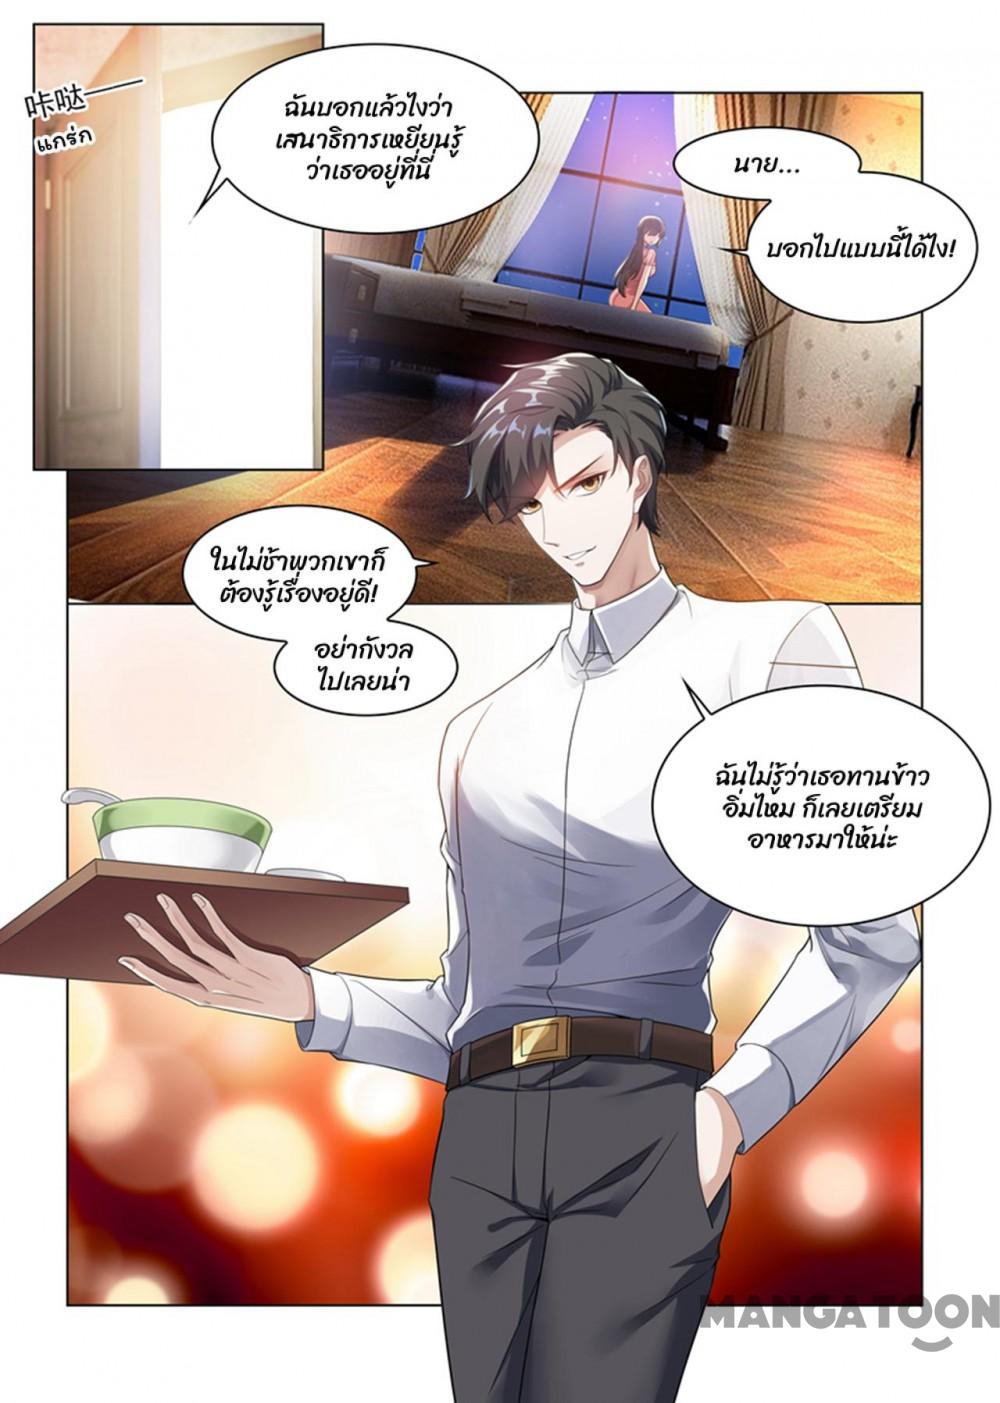 咔哒——
แกร่ก
ฉันบอกแล้วไงว่า
เสนาธิการเหยียนรู้
ว่าเธออยู่ที่นี่
นาย...
บอกไปแบบนี้ได้ไง!
ในไม่ช้าพวกเขาก็
ต้องรู้เรื่องอยู่ดี!
อย่ากังวล
ไปเลยน่า
ฉันไม่รู้ว่าเธอทานข้าว
อิ่มไหม ก็เลยเตรียม
อาหารมาให้น่ะ
MANGATOON